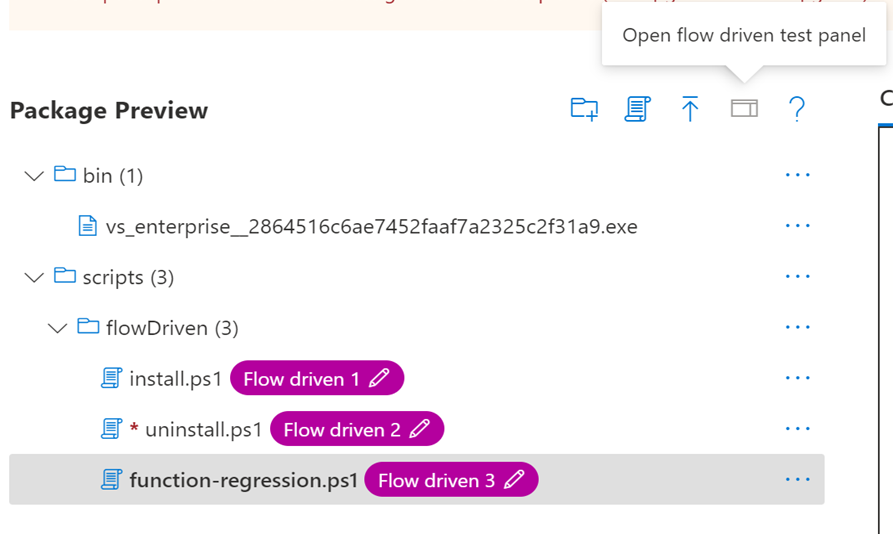 Open flow driven test panel
Package Preview
C
bin (1)
vs_enterprise__2864516c6ae7452faaf7a2325c2f31a9.exe
scripts (3)
flowDriven (3)
install.ps1 Flow driven 1
* uninstall.ps1 Flow driven 2
function-regression.ps1 Flow driven 3